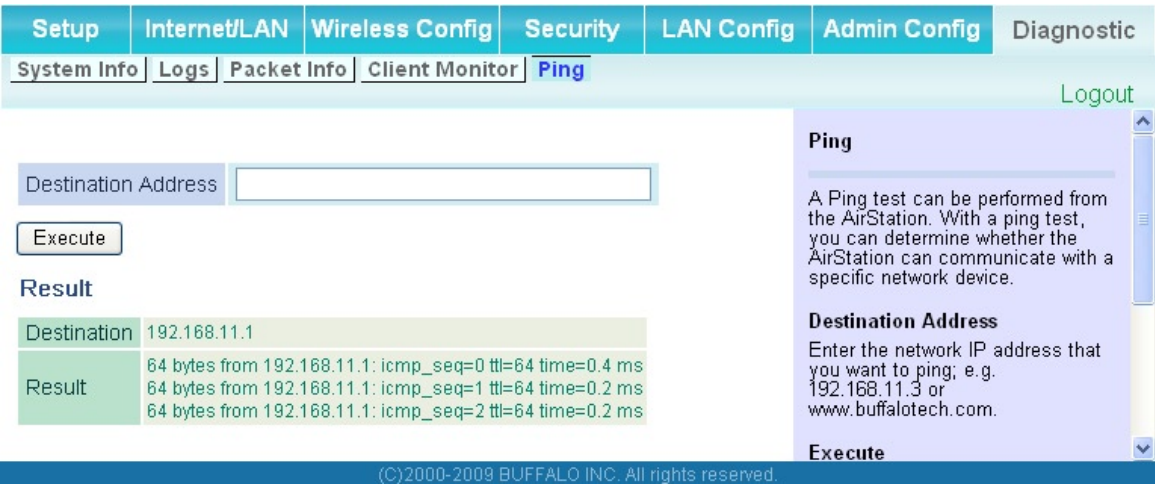 Setup Internet/LAN Wireless Config Security LAN Config Admin Config Diagnostic
System Info Logs Packet Info Client Monitor Ping
Logout
Destination Address
Execute
Result
Destination 192.168.11.1
Result
64 bytes from 192.168.11.1: icmp_seq=0 ttl=64 time=0.4 ms
64 bytes from 192.168.11.1: icmp_seq=1 ttl=64 time=0.2 ms
64 bytes from 192.168.11.1: icmp_seq=2 ttl=64 time=0.2 ms
Ping
A Ping test can be performed from
the AirStation. With a ping test,
you can determine whether the
AirStation can communicate with a
specific network device.
Destination Address
Enter the network IP address that
you want to ping; e.g.
192.168.11.3 or
www.buffalotech.com.
Execute
(C)2000-2009 BUFFALO INC. All rights reserved.